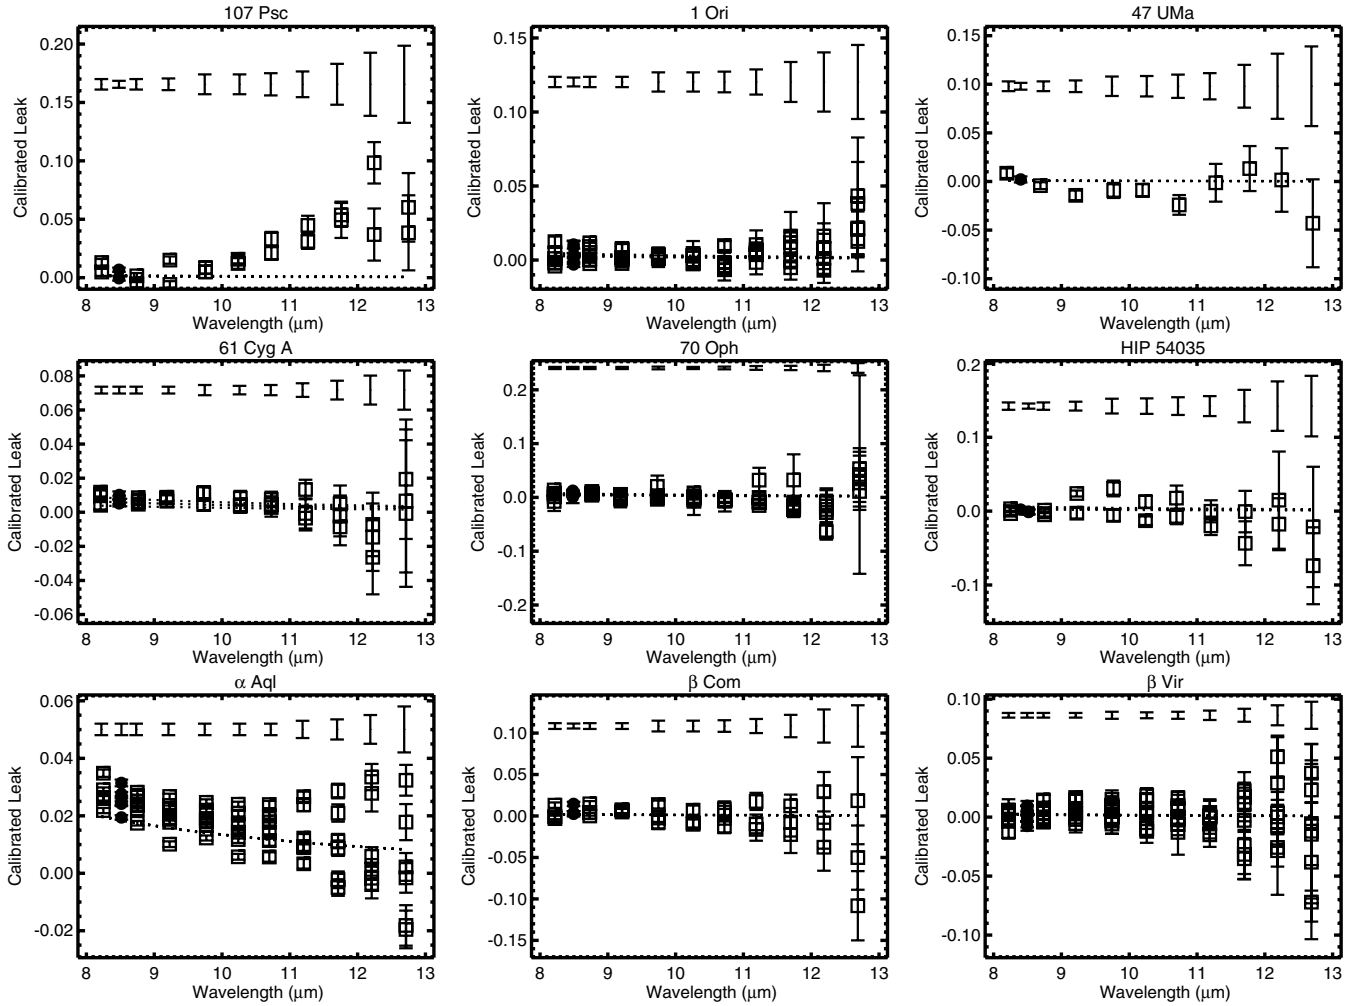 107 Psc
1 Ori
47 UMa
Calibrated Leak
0.20
0.15
0.10
0.05
0.00
8 9 10 11 12 13
Wavelength (μm)
Calibrated Leak
0.15
0.10
0.05
0.00
8 9 10 11 12 13
Wavelength (μm)
Calibrated Leak
0.15
0.10
0.05
0.00
-0.05
-0.10
8 9 10 11 12 13
Wavelength (μm)
61 Cyg A
70 Oph
HIP 54035
Calibrated Leak
0.08
0.06
0.04
0.02
0.00
-0.02
-0.04
-0.06
8 9 10 11 12 13
Wavelength (μm)
Calibrated Leak
0.2
0.1
0.0
-0.1
-0.2
8 9 10 11 12 13
Wavelength (μm)
Calibrated Leak
0.2
0.1
0.0
-0.1
8 9 10 11 12 13
Wavelength (μm)
α Aql
β Com
β Vir
Calibrated Leak
0.06
0.04
0.02
0.00
-0.02
8 9 10 11 12 13
Wavelength (μm)
Calibrated Leak
0.10
0.05
0.00
-0.05
-0.10
-0.15
8 9 10 11 12 13
Wavelength (μm)
Calibrated Leak
0.10
0.05
0.00
-0.05
-0.10
8 9 10 11 12 13
Wavelength (μm)